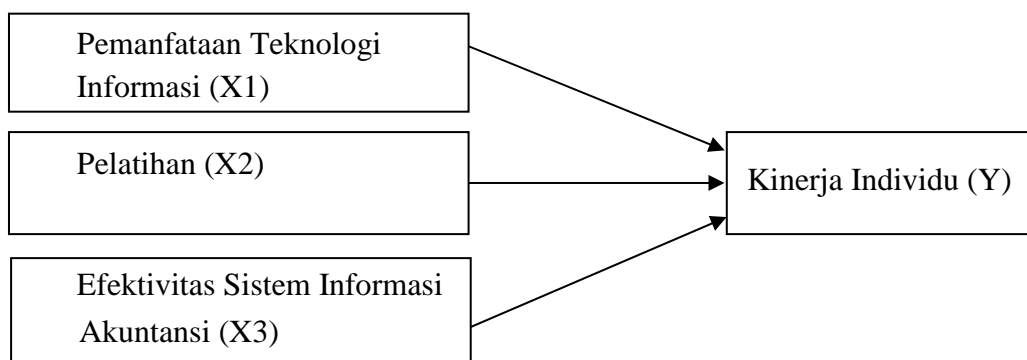 Pemanfataan Teknologi
Informasi (X1)
Pelatihan (X2)
Kinerja Individu (Y)
Efektivitas Sistem Informasi
Akuntansi (X3)